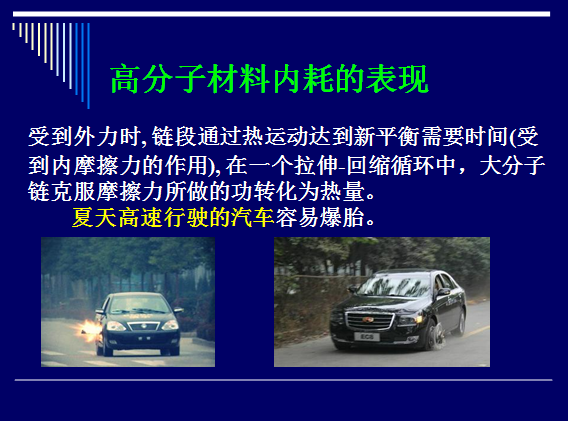 高分子材料内耗的表现
受到外力时, 链段通过热运动达到新平衡需要时间(受
到内摩擦力的作用), 在一个拉伸-回缩循环中，大分子
链克服摩擦力所做的功转化为热量。
夏天高速行驶的汽车容易爆胎。
EC8